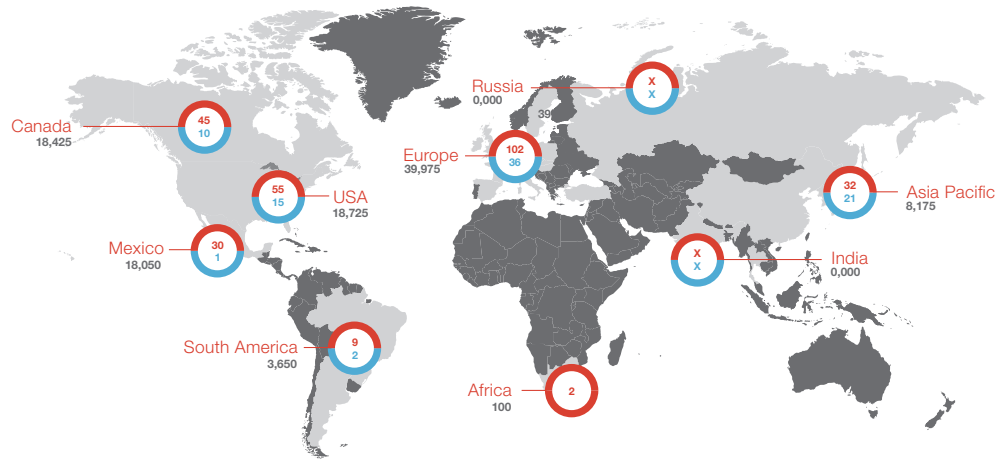 Russia
0,000
X
X
39
Canada
18,425
45
10
Europe
39,975
102
36
55
15
USA
18,725
32
21
Asia Pacific
8,175
Mexico
18,050
30
1
X
X
India
0,000
South America
3,650
9
2
Africa
100
2